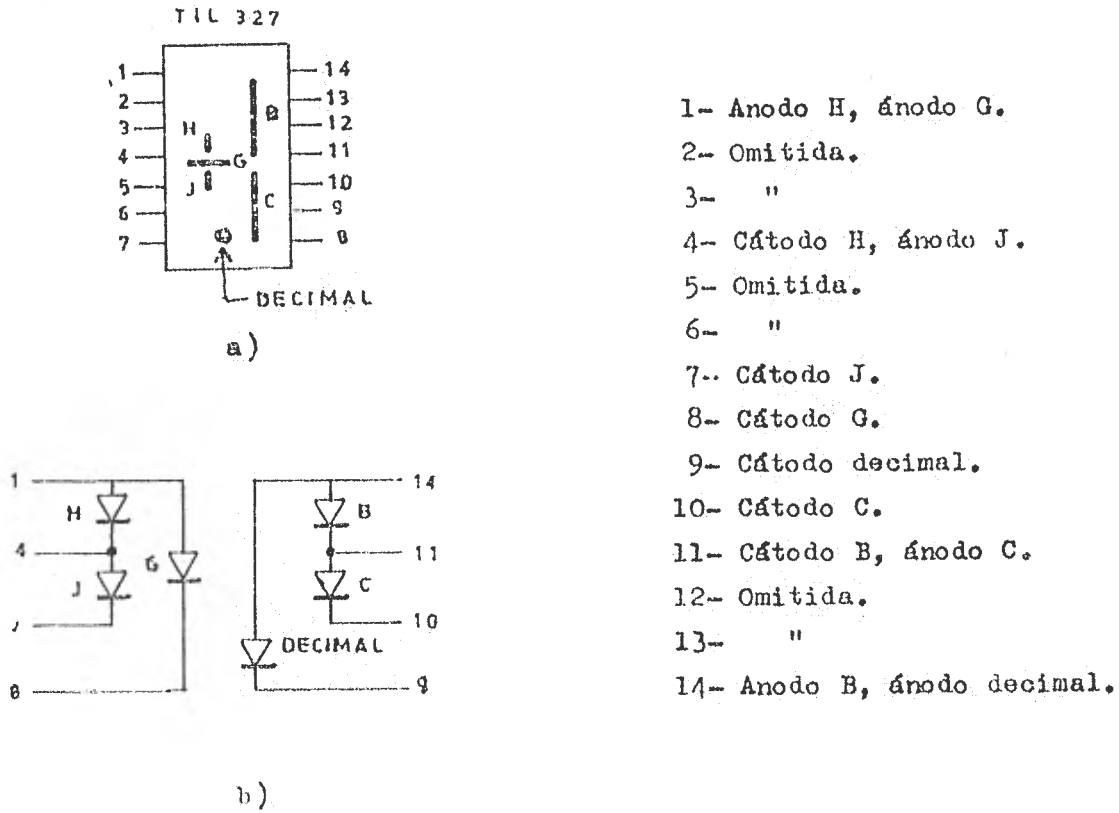 TIL 327
1
2
3
4
5
6
7
14
13
12
11
10
9
8
H
B
G
J
C
DECIMAL
a)
1- Anodo H, ánodo G.
2- Omitida.
3- "
4- Cátodo H, ánodo J.
5- Omitida.
6- "
7- Cátodo J.
8- Cátodo G.
9- Cátodo decimal.
10- Cátodo C.
11- Cátodo B, ánodo C.
12- Omitida.
13- "
14- Anodo B, ánodo decimal.
1
H
4
G
J
8
14
B
11
C
10
DECIMAL
9
b)